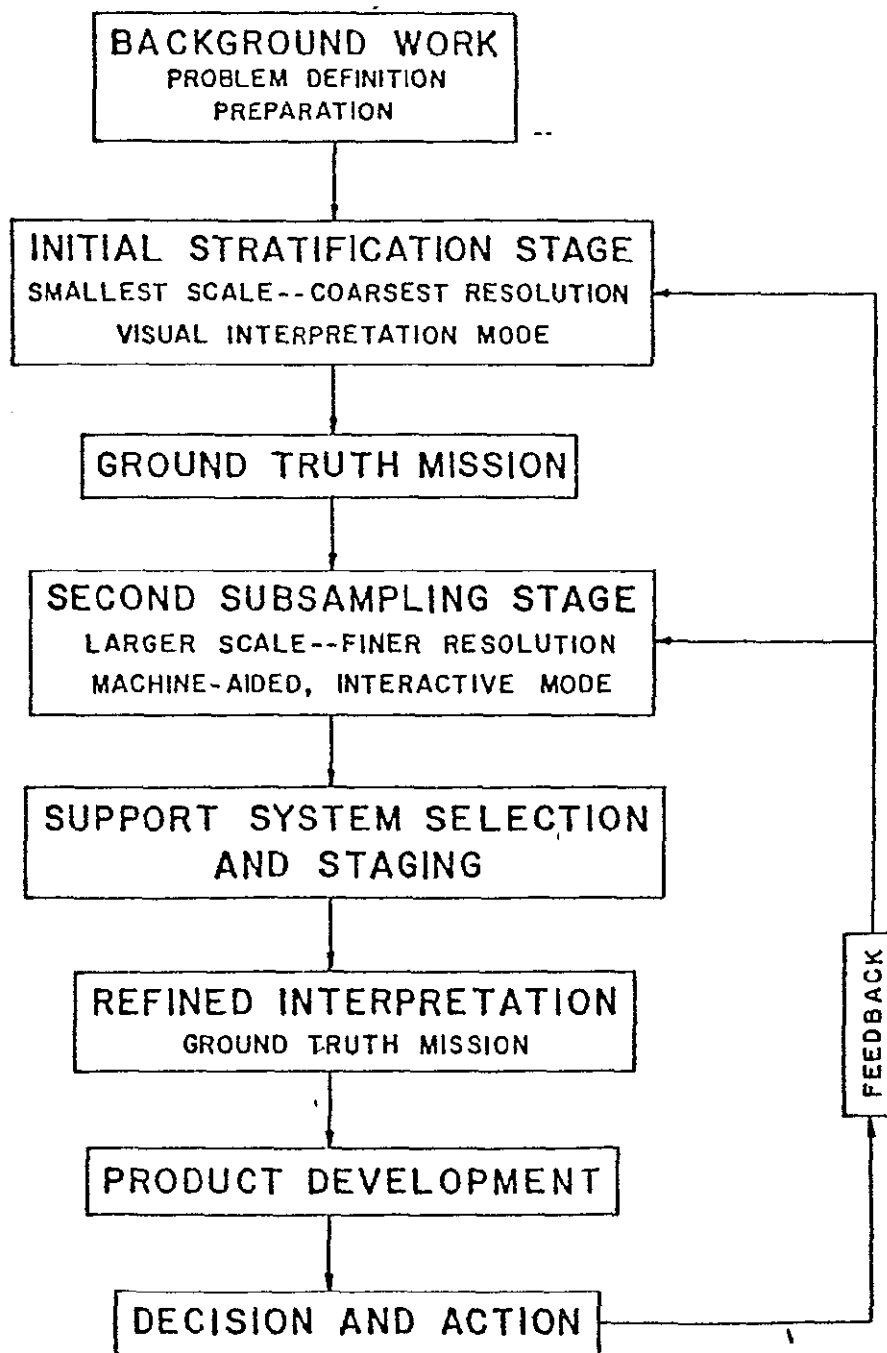 BACKGROUND WORK
PROBLEM DEFINITION
PREPARATION
INITIAL STRATIFICATION STAGE
SMALLEST SCALE--COARSEST RESOLUTION
VISUAL INTERPRETATION MODE
GROUND TRUTH MISSION
SECOND SUBSAMPLING STAGE
LARGER SCALE--FINER RESOLUTION
MACHINE-AIDED, INTERACTIVE MODE
SUPPORT SYSTEM SELECTION
AND STAGING
REFINED INTERPRETATION
GROUND TRUTH MISSION
PRODUCT DEVELOPMENT
DECISION AND ACTION
FEEDBACK